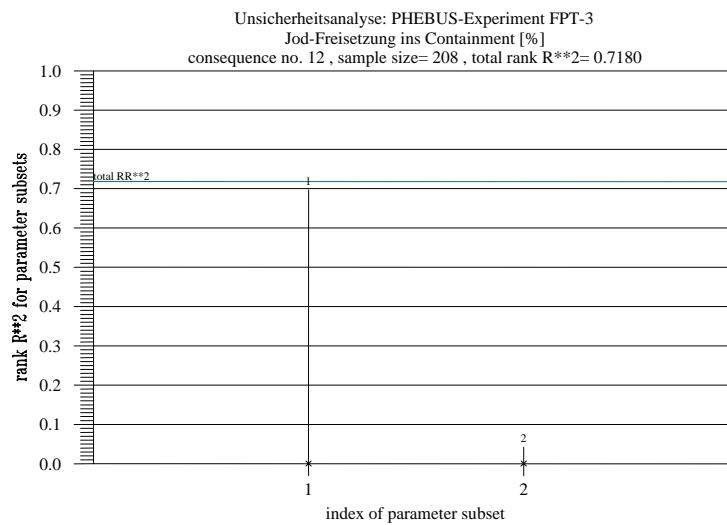 Unsicherheitsanalyse: PHEBUS-Experiment FPT-3
Jod-Freisetzung ins Containment [%]
consequence no. 12 , sample size= 208 , total rank R**2= 0.7180
rank R**2 for parameter subsets
1.0
0.9
0.8
total RR**2
0.7
0.6
0.5
0.4
0.3
0.2
0.1
0.0
1
2
1 2
index of parameter subset